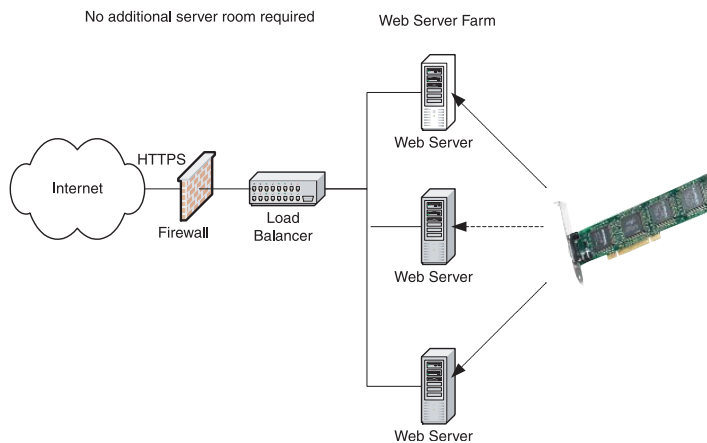 No additional server room required
Web Server Farm
Web Server
HTTPS
Internet
Firewall
Load
Balancer
Web Server
Web Server